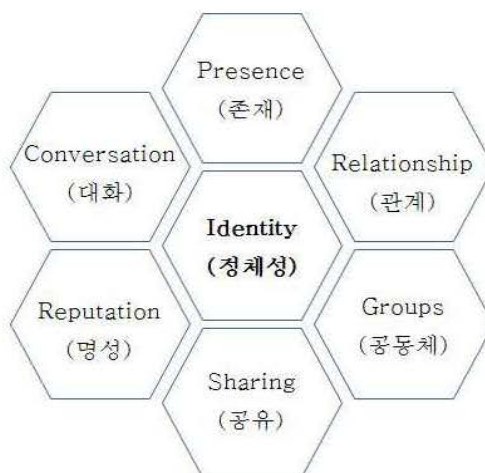 Presence
(존재)
Conversation
(대화)
Relationship
(관계)
Identity
(정체성)
Reputation
(명성)
Groups
(공동체)
Sharing
(공유)